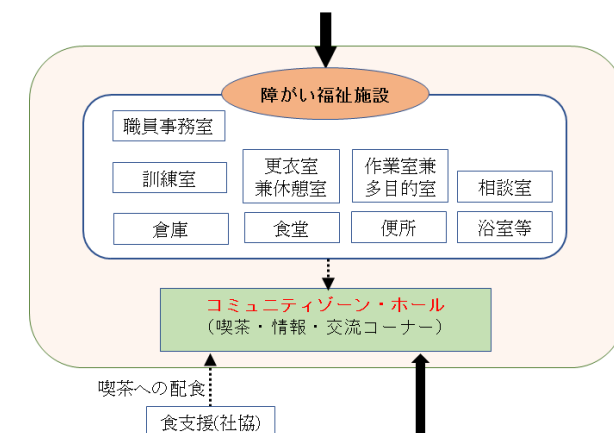 障がい福祉施設
職員事務室
訓練室
更衣室
兼休憩室
作業室兼
多目的室
相談室
倉庫
食堂
便所
浴室等
コミュニティゾーン・ホール
(喫茶・情報・交流コーナー)
喫茶への配食
食支援(社協)